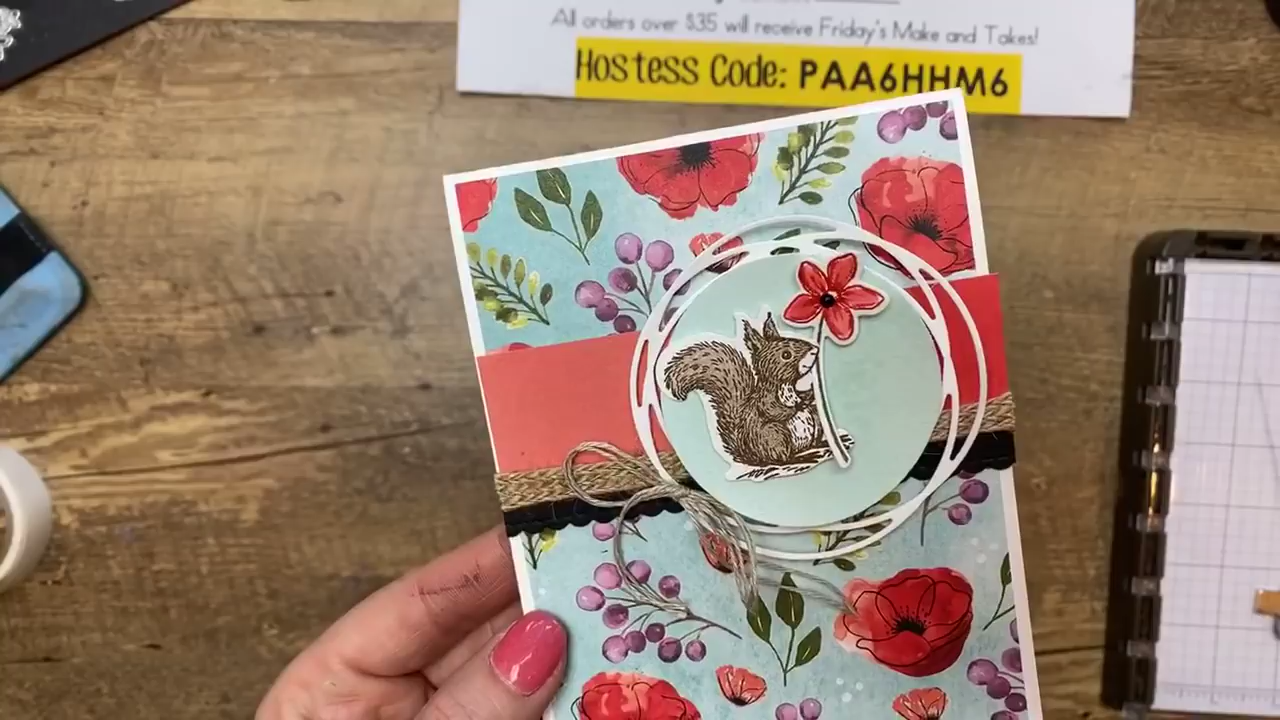 All orders over $35 will receive Friday's Make and Takes!
Hostess Code: PAA6HHM6